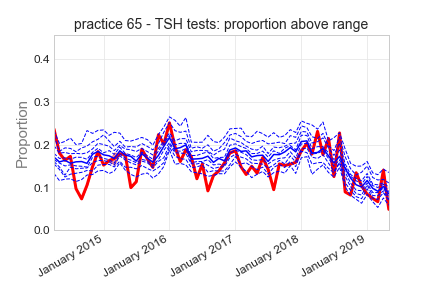 practice 65 - TSH tests: proportion above range
Proportion
0.4
0.3
0.2
0.1
0.0
January 2015
January 2016
January 2017
January 2018
January 2019